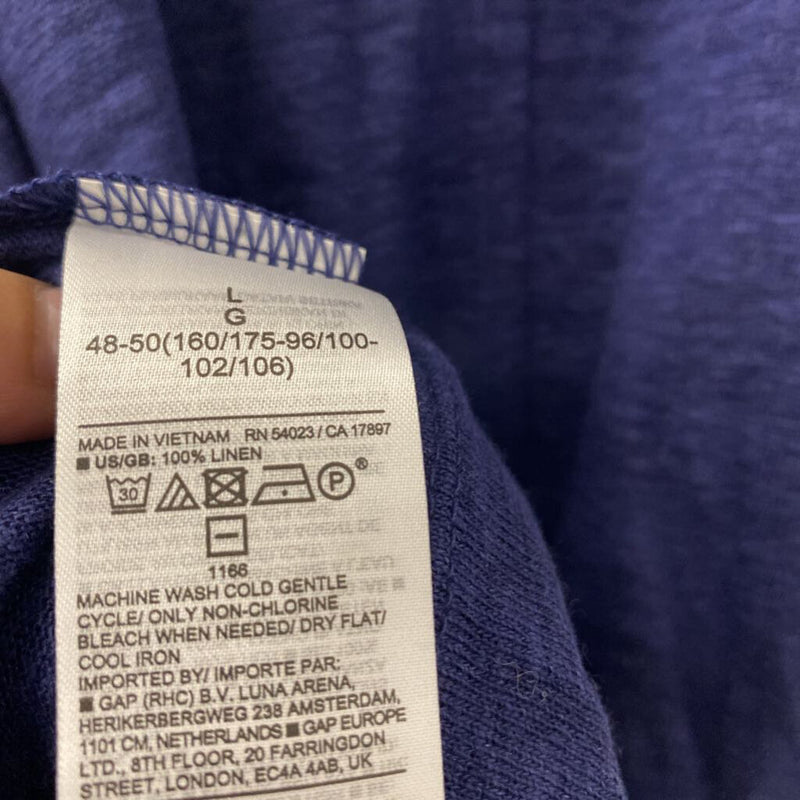 L
G
48-50(160/175-96/100-
102/106)
MADE IN VIETNAM RN 54023 / CA 17897
■ US/GB: 100% LINEN
30 P®
1166
MACHINE WASH COLD GENTLE
CYCLE/ ONLY NON-CHLORINE
BLEACH WHEN NEEDED/ DRY FLAT/
COOL IRON
IMPORTED BY/ IMPORTE PAR:
■ GAP (RHC) B.V. LUNA ARENA,
HERIKERBERGWEG 238 AMSTERDAM,
1101 CM, NETHERLANDS ■ GAP EUROPE
LTD., 8TH FLOOR, 20 FARRINGDON
STREET, LONDON, EC4A 4AB, UK